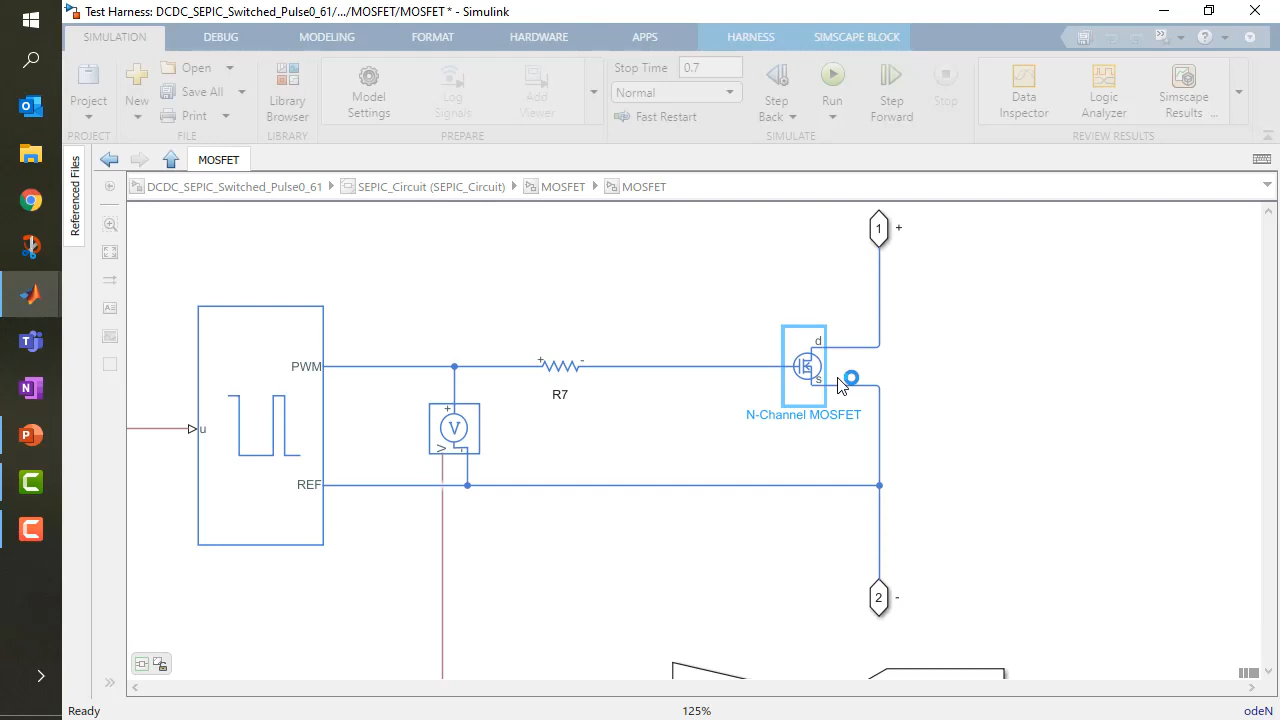 Test Harness: DCDC_SEPIC_Switched_Pulse0_61/.../MOSFET/MOSFET * - Simulink
SIMULATION DEBUG MODELING FORMAT HARDWARE APPS HARNESS SIMSCAPE BLOCK
Project
New
Open
Save All
Print
Library
Browser
Model
Settings
Log
Signals
Add
Viewer
Stop Time 0.7
Normal
Fast Restart
Step
Back
Run
Step
Forward
Stop
Data
Inspector
Logic
Analyzer
Simscape
Results ...
PROJECT FILE LIBRARY PREPARE SIMULATE REVIEW RESULTS
Referenced Files
MOSFET
DCDC_SEPIC_Switched_Pulse0_61 SEPIC_Circuit (SEPIC_Circuit) MOSFET MOSFET
1 +
d
s
N-Channel MOSFET
PWM
+ -
R7
+
V
V
-
u
REF
2 -
Ready 125% odeN